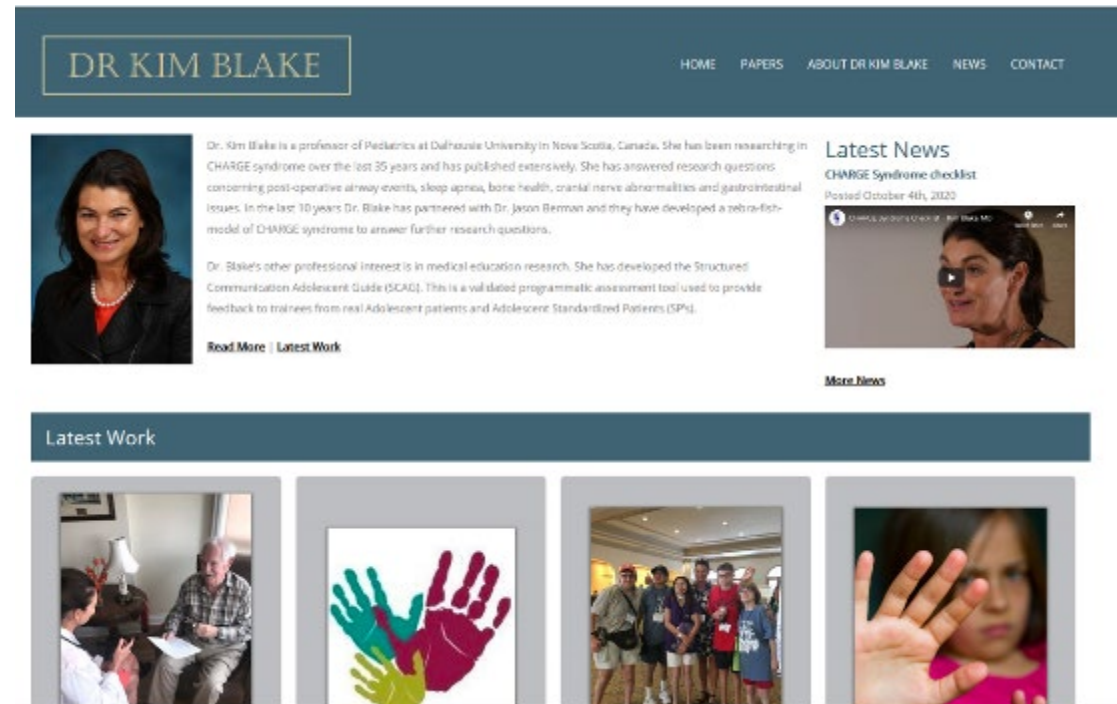 DR KIM BLAKE
HOME PAPERS ABOUT DR KIM BLAKE NEWS CONTACT
Dr. Kim Blake is a professor of Pediatrics at Dalhousie University in Nova Scotia, Canada. She has been researching in
CHARGE syndrome over the last 35 years and has published extensively. She has answered research questions
concerning post-operative airway events, sleep apnea, bone health, cranial nerve abnormalities and gastrointestinal
issues. In the last 10 years Dr. Blake has partnered with Dr. Jason Berman and they have developed a zebra-fish-
model of CHARGE syndrome to answer further research questions.
Dr. Blake's other professional interest is in medical education research. She has developed the Structured
Communication Adolescent Guide (SCAG). This is a validated programmatic assessment tool used to provide
feedback to trainees from real Adolescent patients and Adolescent Standardized Patients (SP's).
Read More | Latest Work
Latest News
CHARGE Syndrome checklist
Posted October 4th, 2020
CHARGE Syndrome Checklist - Kim Blake MD
More News
Latest Work